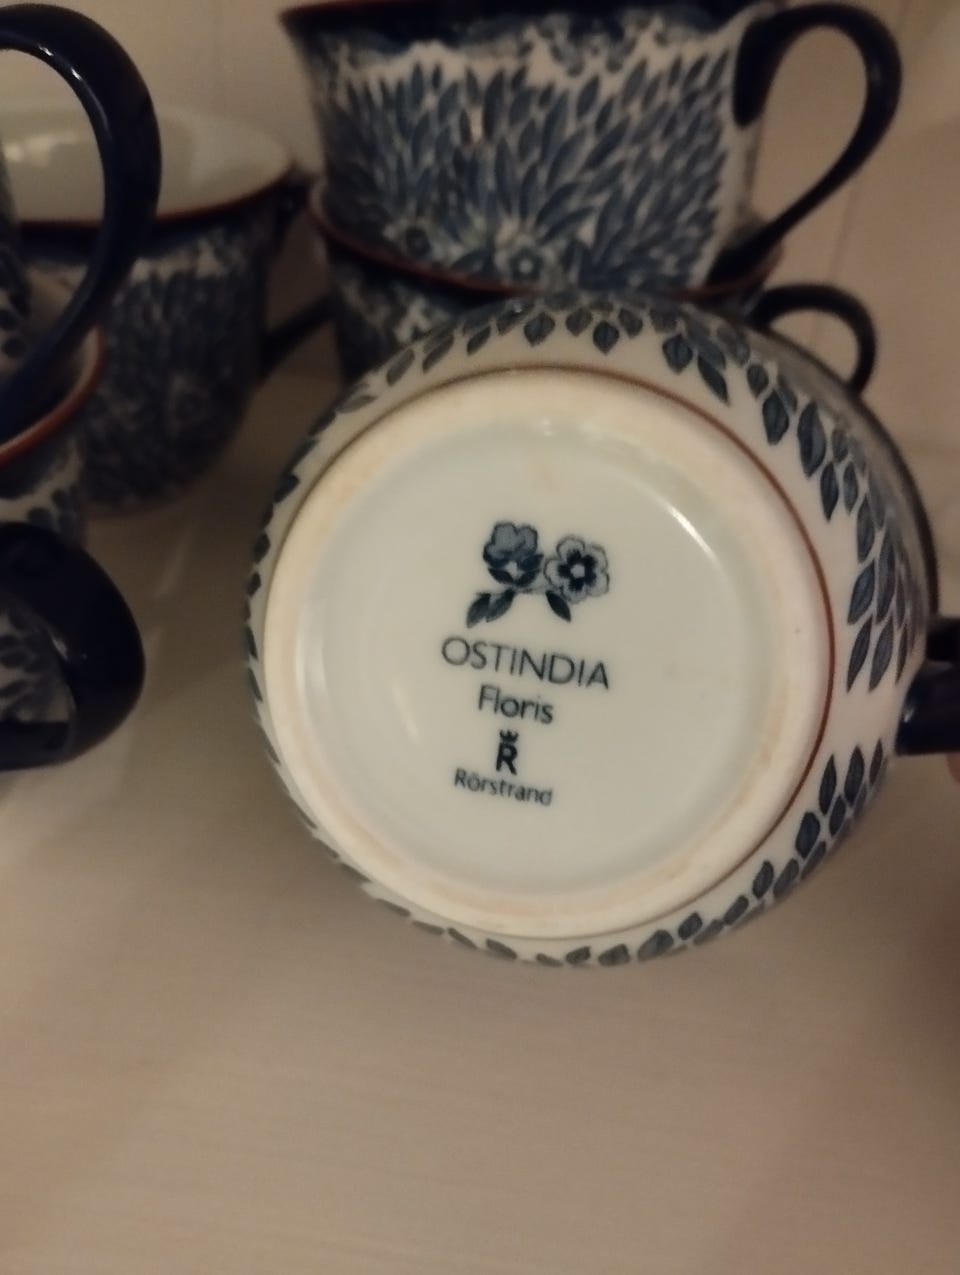 OSTINDIA
Floris
R
Rörstrand